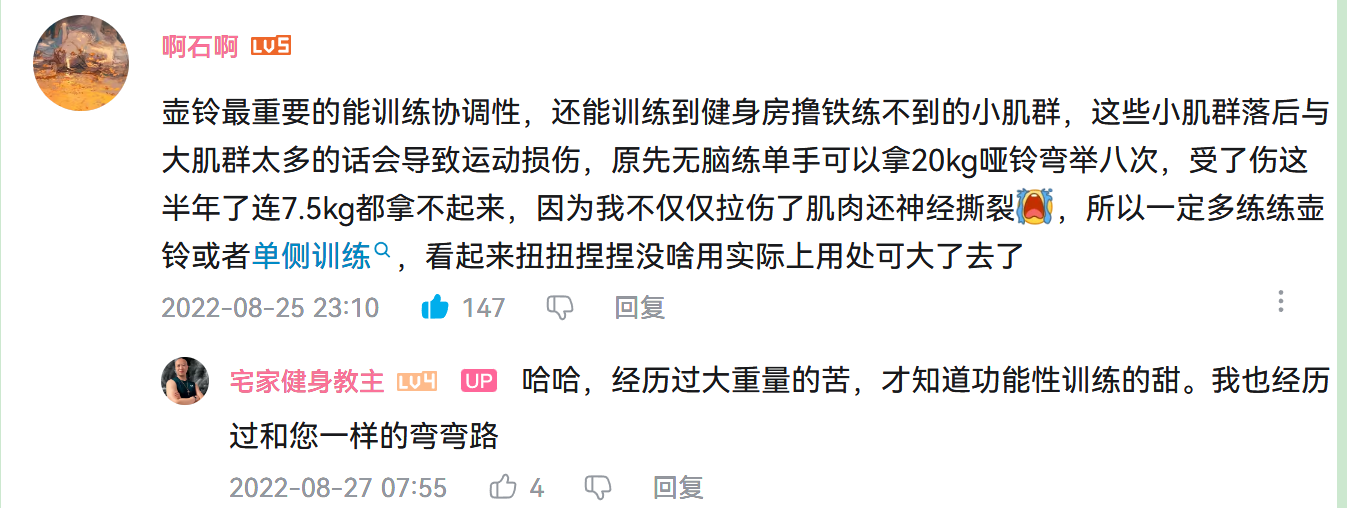 啊石啊 LV5
壶铃最重要的能训练协调性，还能训练到健身房撸铁练不到的小肌群，这些小肌群落后与
大肌群太多的话会导致运动损伤，原先无脑练单手可以拿20kg哑铃弯举八次，受了伤这
半年了连7.5kg都拿不起来，因为我不仅仅拉伤了肌肉还神经撕裂，所以一定多练练壶
铃或者单侧训练，看起来扭扭捏捏没啥用实际上用处可大了去了
2022-08-25 23:10 147 回复
宅家健身教主 LV4 UP 哈哈，经历过大重量的苦，才知道功能性训练的甜。我也经历
过和您一样的弯弯路
2022-08-27 07:55 4 回复